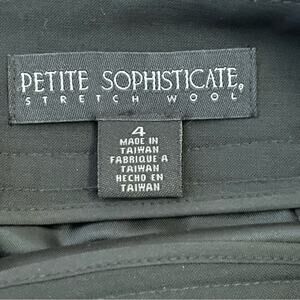 PETITE SOPHISTICATE
STRETCH WOOL
4
MADE IN
TAIWAN
FABRIQUE A
TAIWAN
HECHO EN
TAIWAN